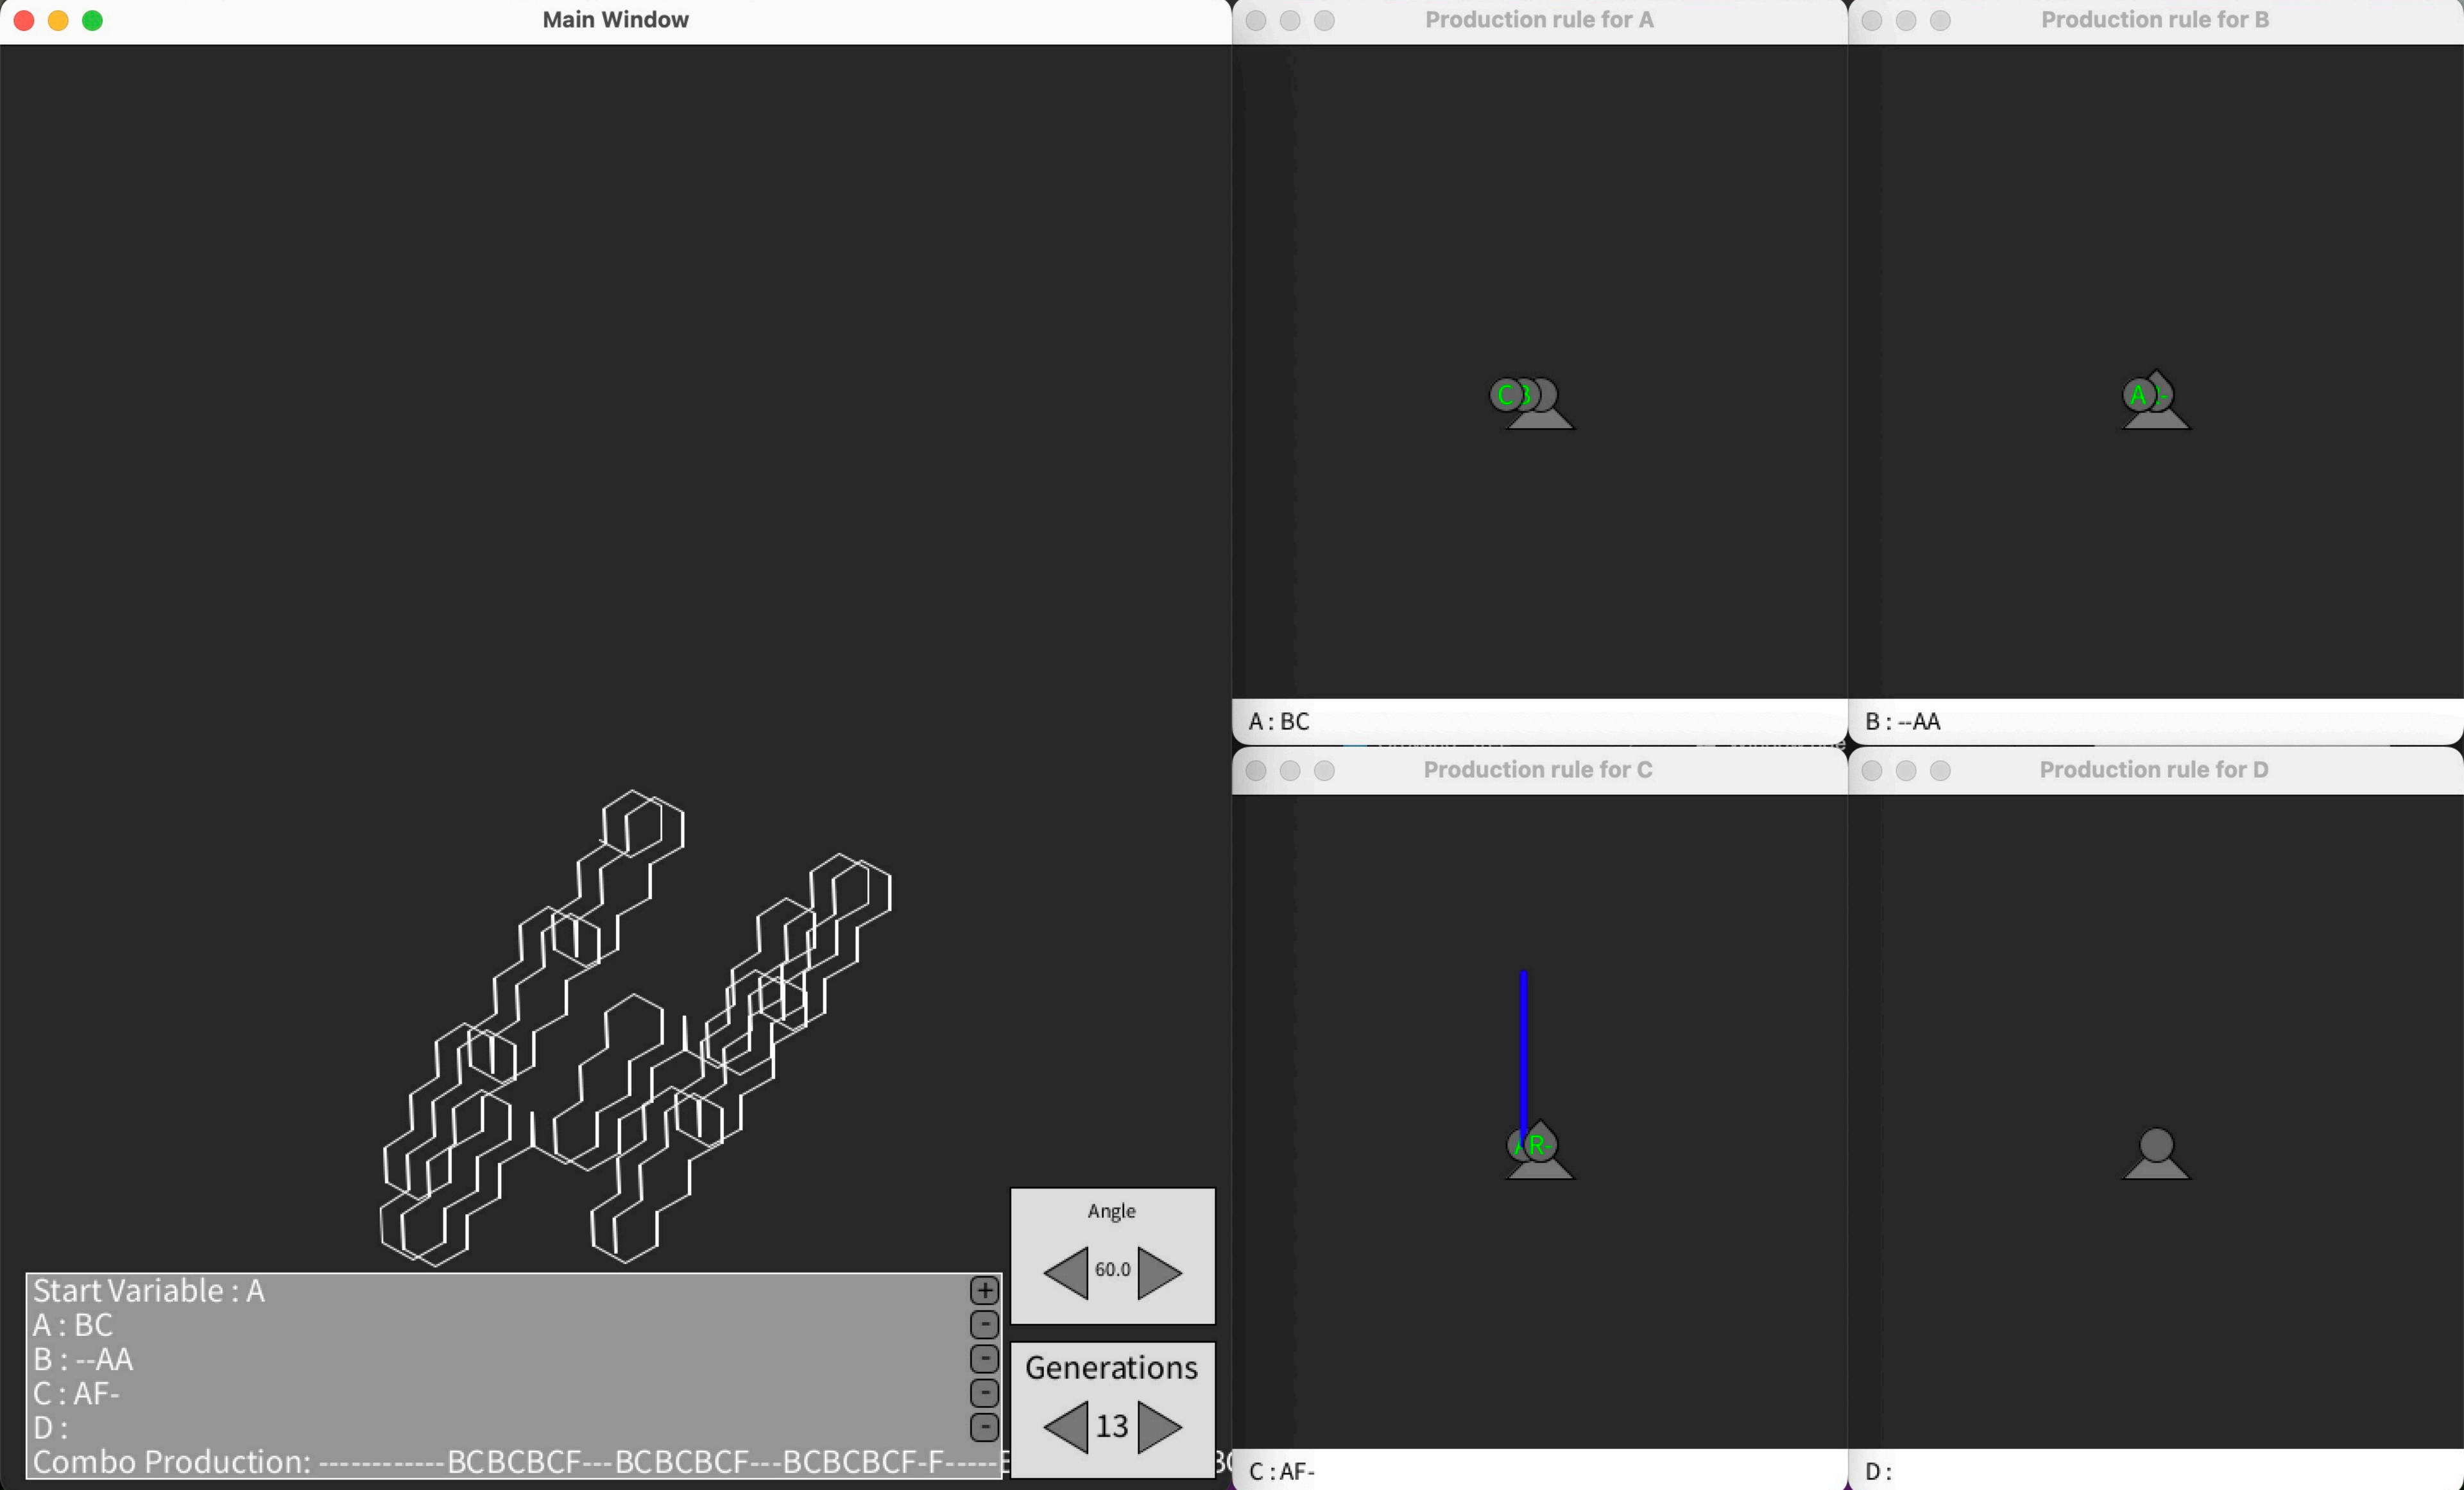 Main Window
Production rule for A
Production rule for B
C B
A -
A : BC
B : --AA
Production rule for C
Production rule for D
R-
Angle
60.0
Start Variable : A
+
A : BC
-
B : --AA
-
C : AF-
-
D :
-
Generations
13
Combo Production: ------------BCBCBCF---BCBCBCF---BCBCBCF-F-----
C : AF-
D :